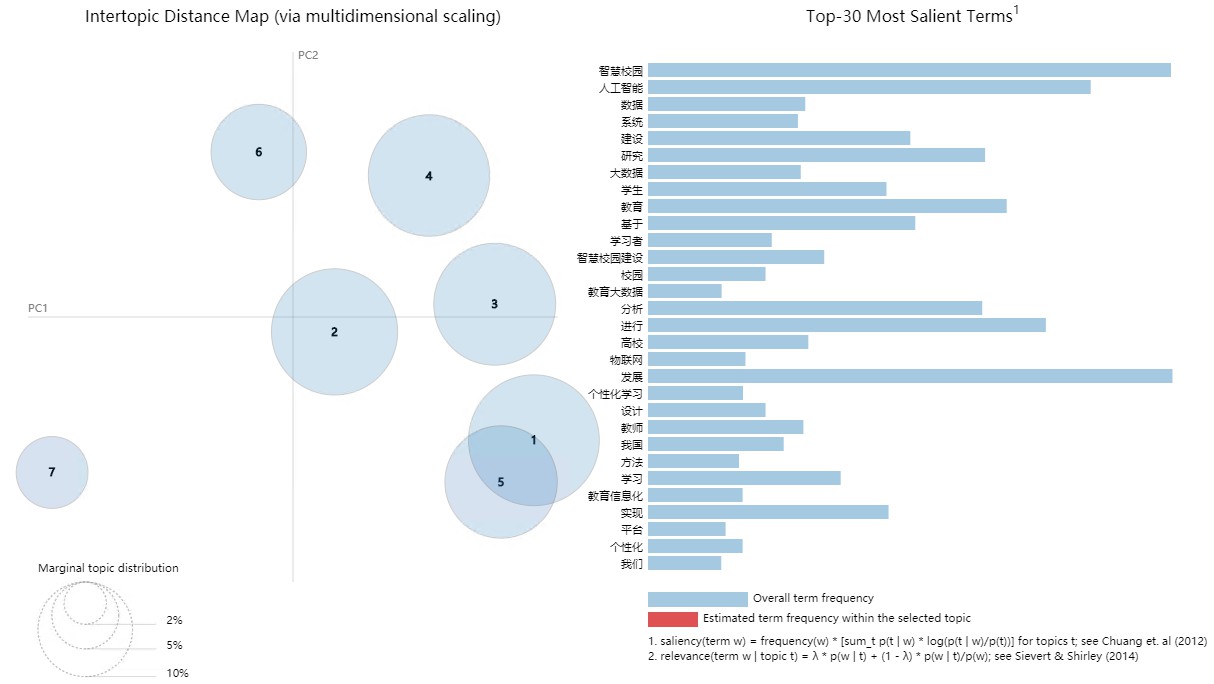 Intertopic Distance Map (via multidimensional scaling)
PC2
PC1
6
4
3
2
1
5
7
Marginal topic distribution
2%
5%
10%
Top-30 Most Salient Terms1
智慧校园
人工智能
数据
系统
建设
研究
大数据
学生
教育
基于
学习者
智慧校园建设
校园
教育大数据
分析
进行
高校
物联网
发展
个性化学习
设计
教师
我国
方法
学习
教育信息化
实现
平台
个性化
我们
Overall term frequency
Estimated term frequency within the selected topic
1. saliency(term w) = frequency(w) * [sum_t p(t | w) * log(p(t | w)/p(t))] for topics t; see Chuang et. al (2012)
2. relevance(term w | topic t) = λ * p(w | t) + (1 - λ) * p(w | t)/p(w); see Sievert & Shirley (2014)